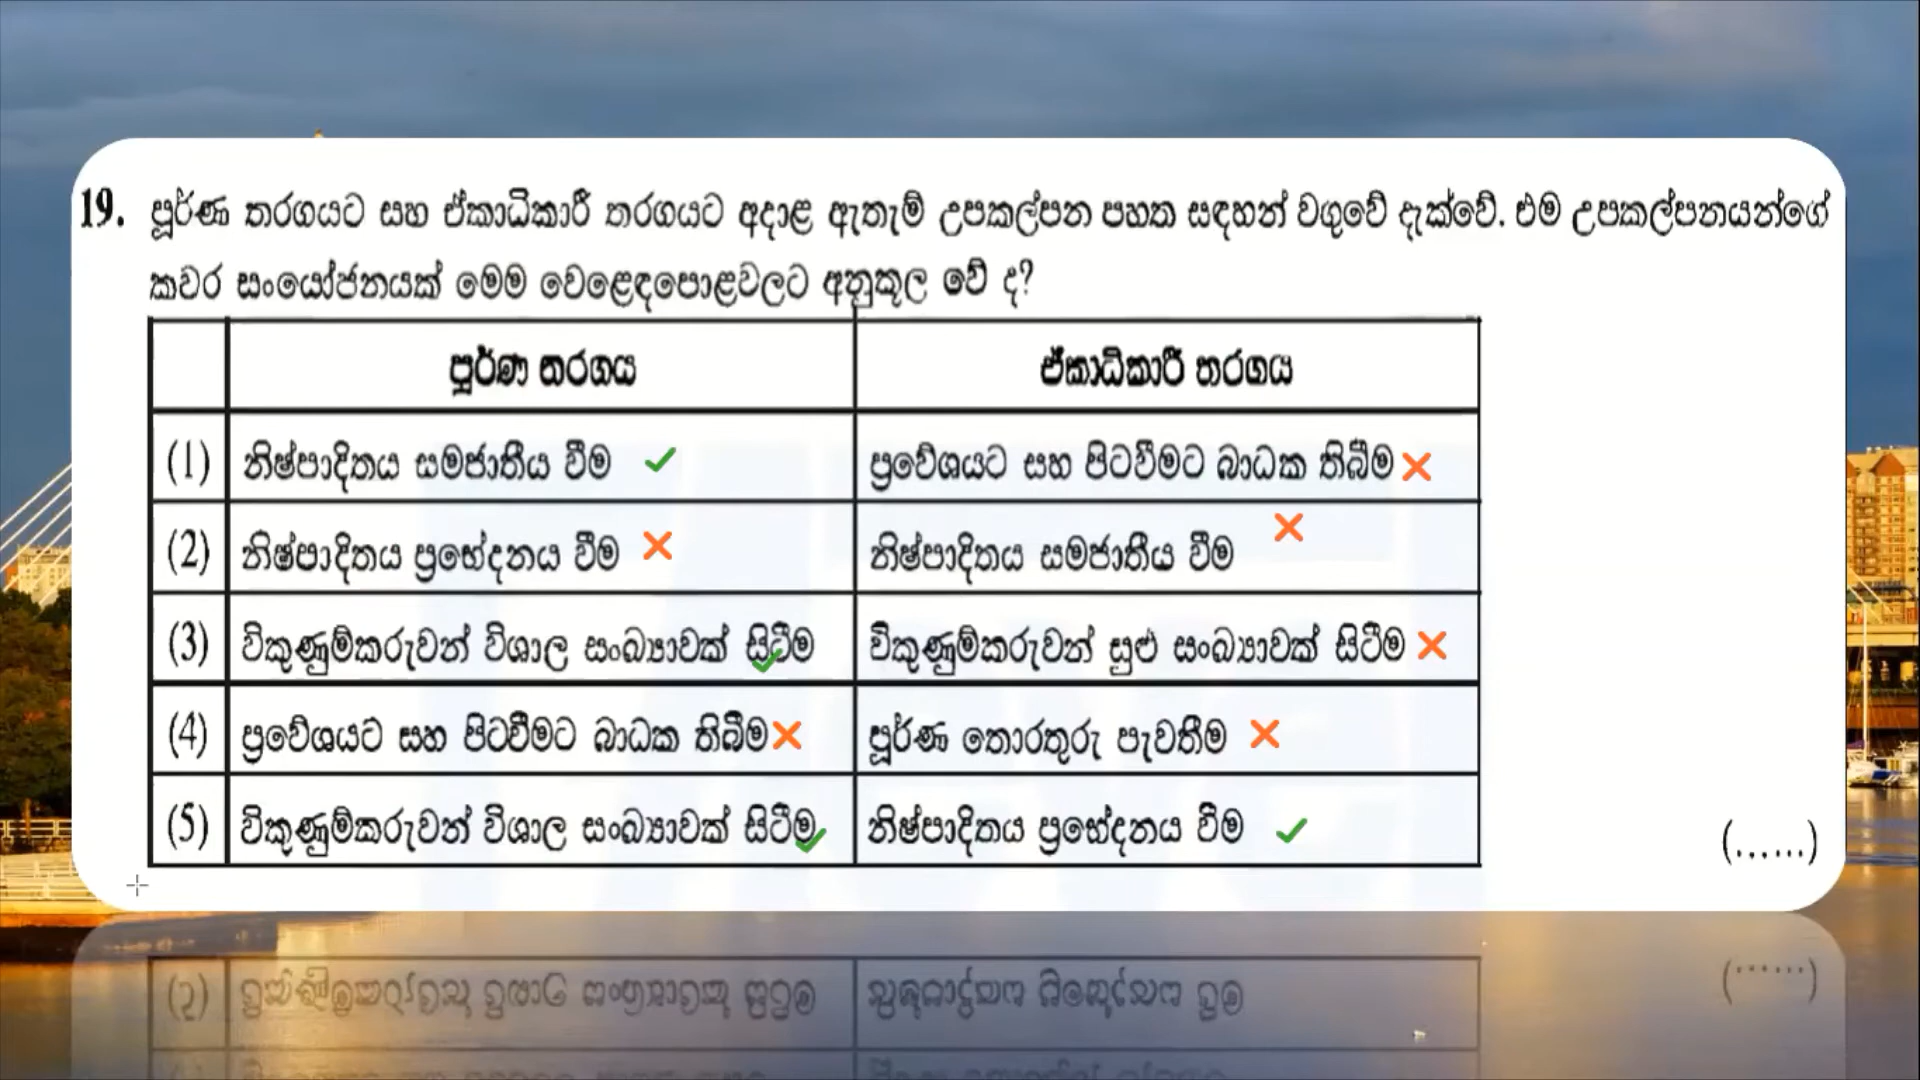 19. පූර්ණ තරගයට සහ ඒකාධිකාරී තරගයට අදාළ ඇතැම් උපකල්පන පහත සඳහන් වගුවේ දැක්වේ. එම උපකල්පනයන්ගේ
කවර සංයෝජනයක් මෙම වෙළෙඳපොළවලට අනුකූල වේ ද?
පූර්ණ තරගය ඒකාධිකාරී තරගය
(1) නිෂ්පාදිතය සමජාතීය වීම ✓ ප්‍රවේශයට සහ පිටවීමට බාධක තිබීම ✕
(2) නිෂ්පාදිතය ප්‍රභේදනය වීම ✕ නිෂ්පාදිතය සමජාතීය වීම ✕
(3) විකුණුම්කරුවන් විශාල සංඛ්‍යාවක් සිටීම ✓ විකුණුම්කරුවන් සුළු සංඛ්‍යාවක් සිටීම ✕
(4) ප්‍රවේශයට සහ පිටවීමට බාධක තිබීම ✕ පූර්ණ තොරතුරු පැවතීම ✕
(5) විකුණුම්කරුවන් විශාල සංඛ්‍යාවක් සිටීම ✓ නිෂ්පාදිතය ප්‍රභේදනය වීම ✓ (......)